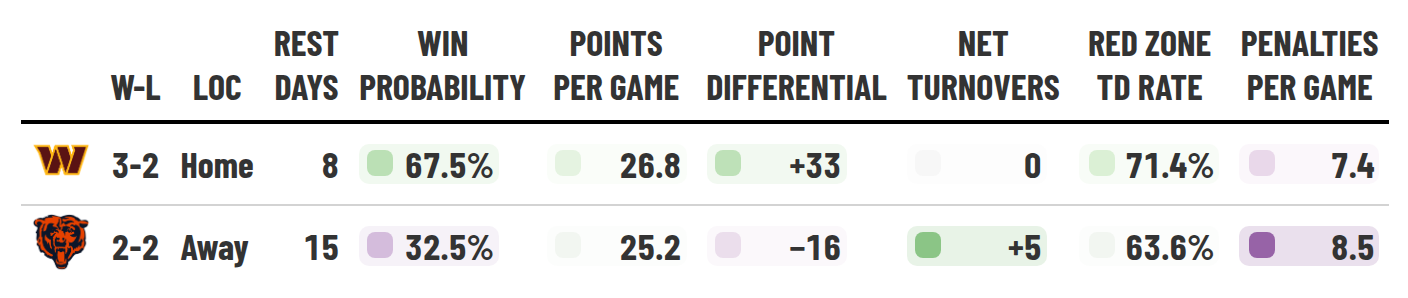 W-L LOC REST DAYS WIN PROBABILITY POINTS PER GAME POINT DIFFERENTIAL NET TURNOVERS RED ZONE TD RATE PENALTIES PER GAME
W 3-2 Home 8 67.5% 26.8 +33 0 71.4% 7.4
2-2 Away 15 32.5% 25.2 −16 +5 63.6% 8.5